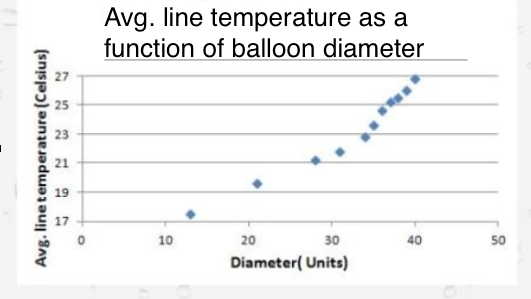 Avg. line temperature as a
function of balloon diameter
Avg. line temperature (Celsius)
27
25
23
21
19
17
0 10 20 30 40 50
Diameter( Units)